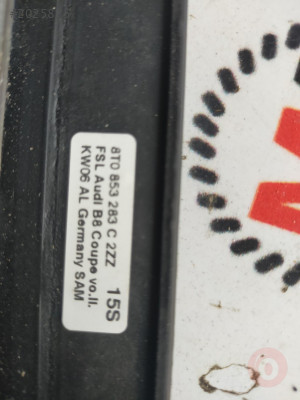 8T0 853 283 C 2ZZ 15S
FSL Audi B8 Coupe vo.li.
KW06 AL Germany SAM